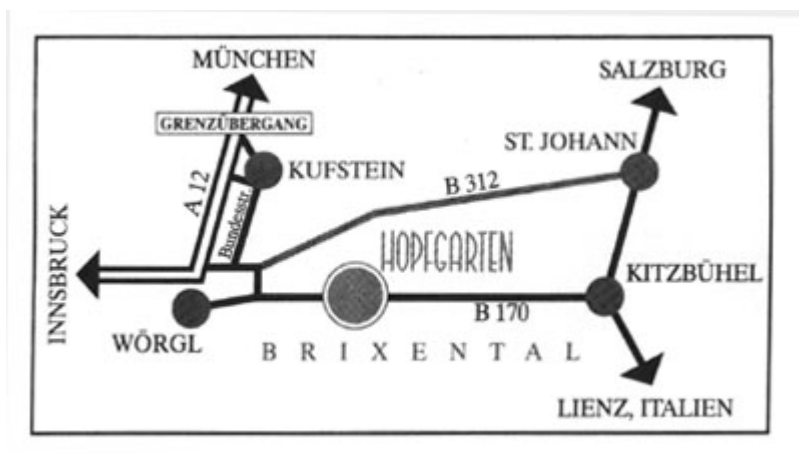 MÜNCHEN
SALZBURG
GRENZÜBERGANG
ST. JOHANN
KUFSTEIN
A 12
B 312
Bundesstr.
INNSBRUCK
HOPFGARTEN
KITZBÜHEL
B 170
WÖRGL
BRIXENTAL
LIENZ, ITALIEN